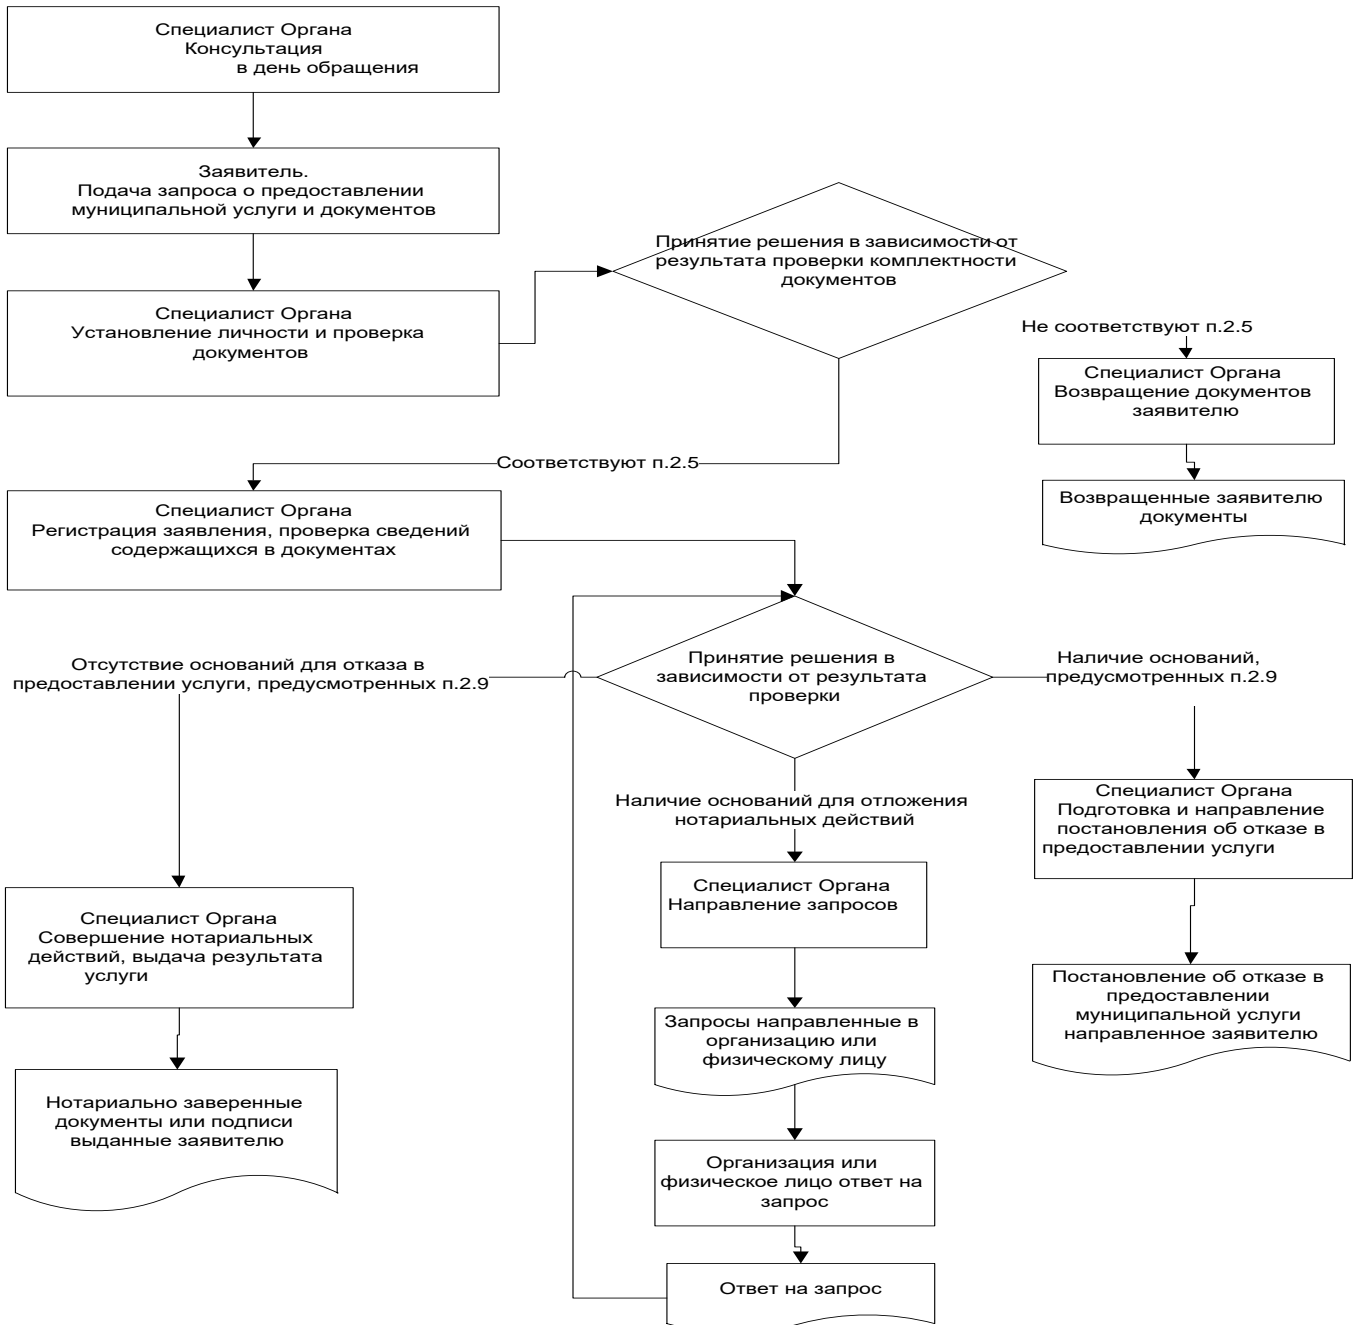 Специалист Органа
Консультация
в день обращения
Заявитель.
Подача запроса о предоставлении
муниципальной услуги и документов
Специалист Органа
Установление личности и проверка
документов
Принятие решения в зависимости от
результата проверки комплектности
документов
Не соответствуют п.2.5
Специалист Органа
Возвращение документов
заявителю
Возвращенные заявителю
документы
Соответствуют п.2.5
Специалист Органа
Регистрация заявления, проверка сведений
содержащихся в документах
Принятие решения в
зависимости от результата
проверки
Отсутствие оснований для отказа в
предоставлении услуги, предусмотренных п.2.9
Наличие оснований,
предусмотренных п.2.9
Наличие оснований для отложения
нотариальных действий
Специалист Органа
Подготовка и направление
постановления об отказе в
предоставлении услуги
Специалист Органа
Направление запросов
Специалист Органа
Совершение нотариальных
действий, выдача результата
услуги
Постановление об отказе в
предоставлении
муниципальной услуги
направленное заявителю
Запросы направленные в
организацию или
физическому лицу
Нотариально заверенные
документы или подписи
выданные заявителю
Организация или
физическое лицо ответ на
запрос
Ответ на запрос